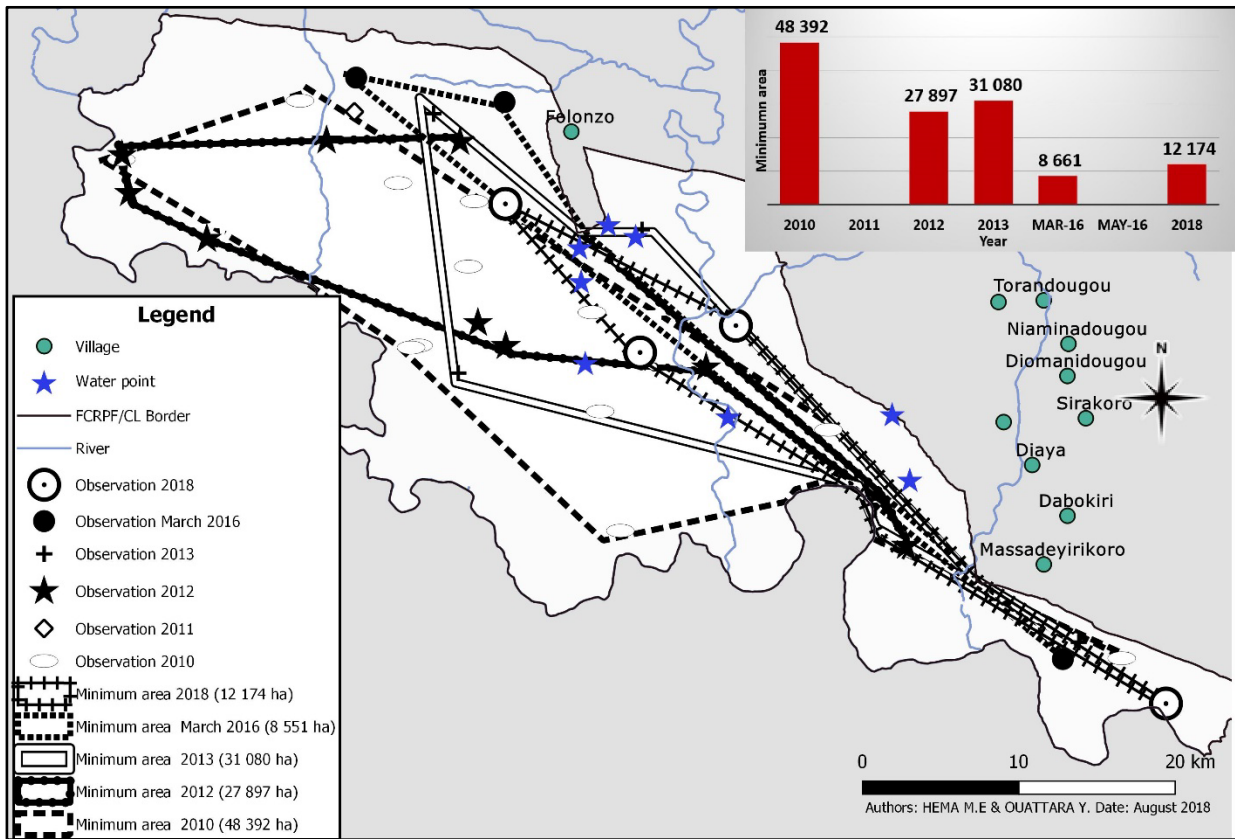 48 392
27 897
31 080
8 661
12 174
Minimumn area
2010
2011
2012
2013
MAR-16
MAY-16
2018
Year
Folonzo
Torandougou
Niaminadougou
Diomanidougou
Sirakoro
Diaya
Dabokiri
Massadeyirikoro
N
Legend
Village
Water point
FCRPF/CL Border
River
Observation 2018
Observation March 2016
Observation 2013
Observation 2012
Observation 2011
Observation 2010
Minimum area 2018 (12 174 ha)
Minimum area March 2016 (8 551 ha)
Minimum area 2013 (31 080 ha)
Minimum area 2012 (27 897 ha)
Minimum area 2010 (48 392 ha)
0 10 20 km
Authors: HEMA M.E & OUATTARA Y. Date: August 2018